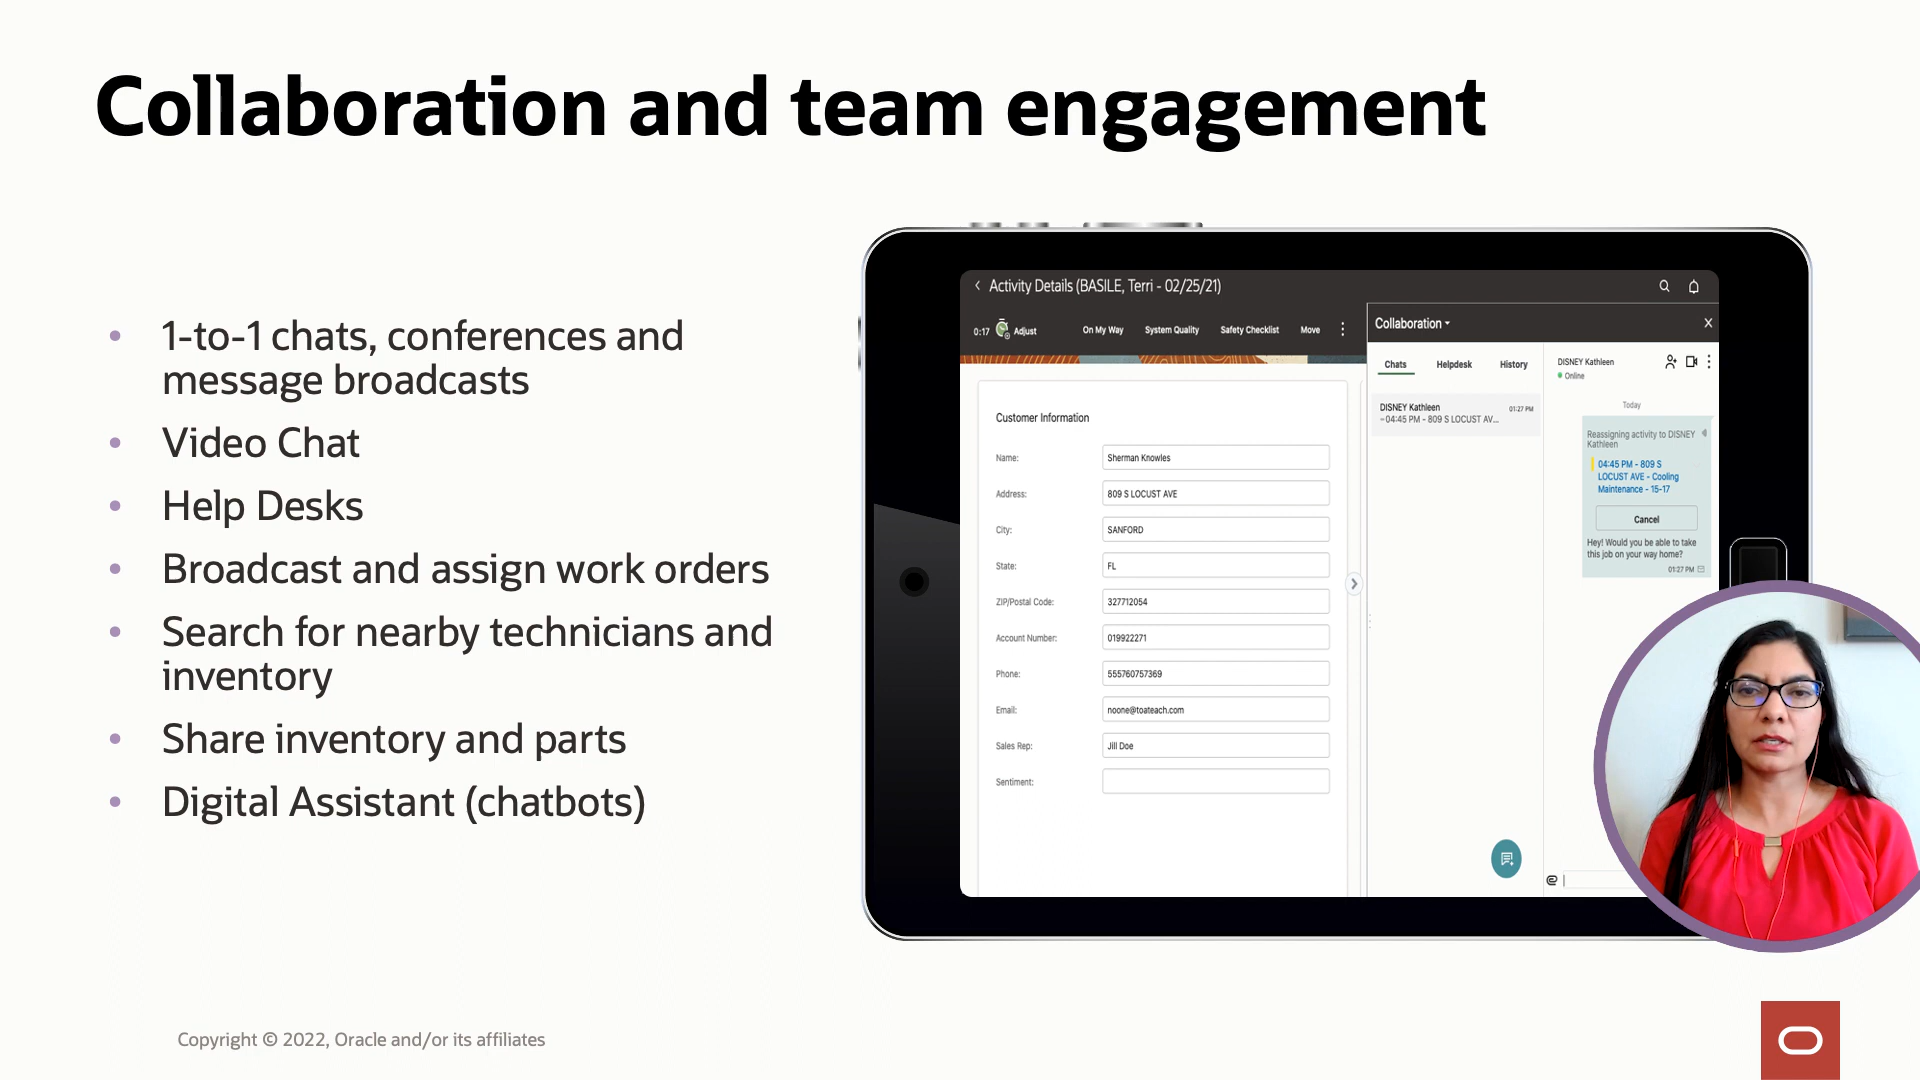 Collaboration and team engagement
1-to-1 chats, conferences and
message broadcasts
Video Chat
Help Desks
Broadcast and assign work orders
Search for nearby technicians and
inventory
Share inventory and parts
Digital Assistant (chatbots)
Activity Details (BASILE, Terri - 02/25/21)
0:17 Adjust On My Way System Quality Safety Checklist Move
Customer Information
Name: Sherman Knowles
Address: 809 S LOCUST AVE
City: SANFORD
State: FL
ZIP/Postal Code: 327712054
Account Number: 019922271
Phone: 555760757369
Email: noone@toateach.com
Sales Rep: Jill Doe
Sentiment:
Collaboration X
Chats Helpdesk History
DISNEY Kathleen 01:27 PM
04:45 PM - 809 S LOCUST AV...
DISNEY Kathleen
Online
Today
Reassigning activity to DISNEY
Kathleen
04:45 PM - 809 S
LOCUST AVE - Cooling
Maintenance - 15-17
Cancel
Hey! Would you be able to take
this job on your way home?
01:27 PM
@
Copyright © 2022, Oracle and/or its affiliates